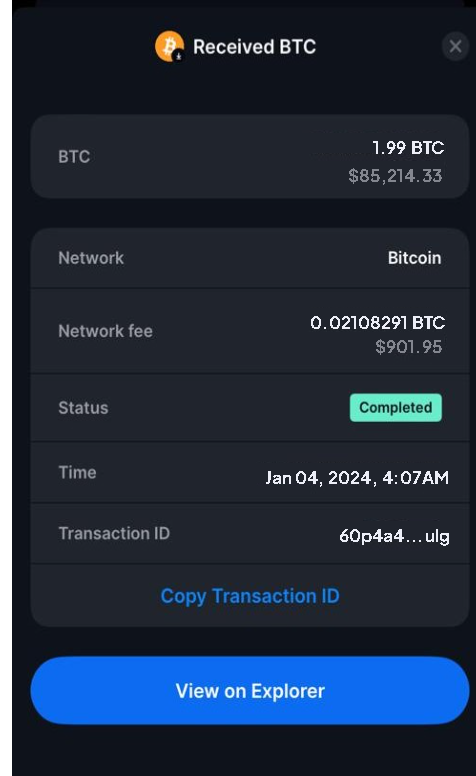 Received BTC
BTC
1.99 BTC
$85,214.33
Network
Bitcoin
Network fee
0.02108291 BTC
$901.95
Status
Completed
Time
Jan 04, 2024, 4:07AM
Transaction ID
60p4a4...ulg
Copy Transaction ID
View on Explorer